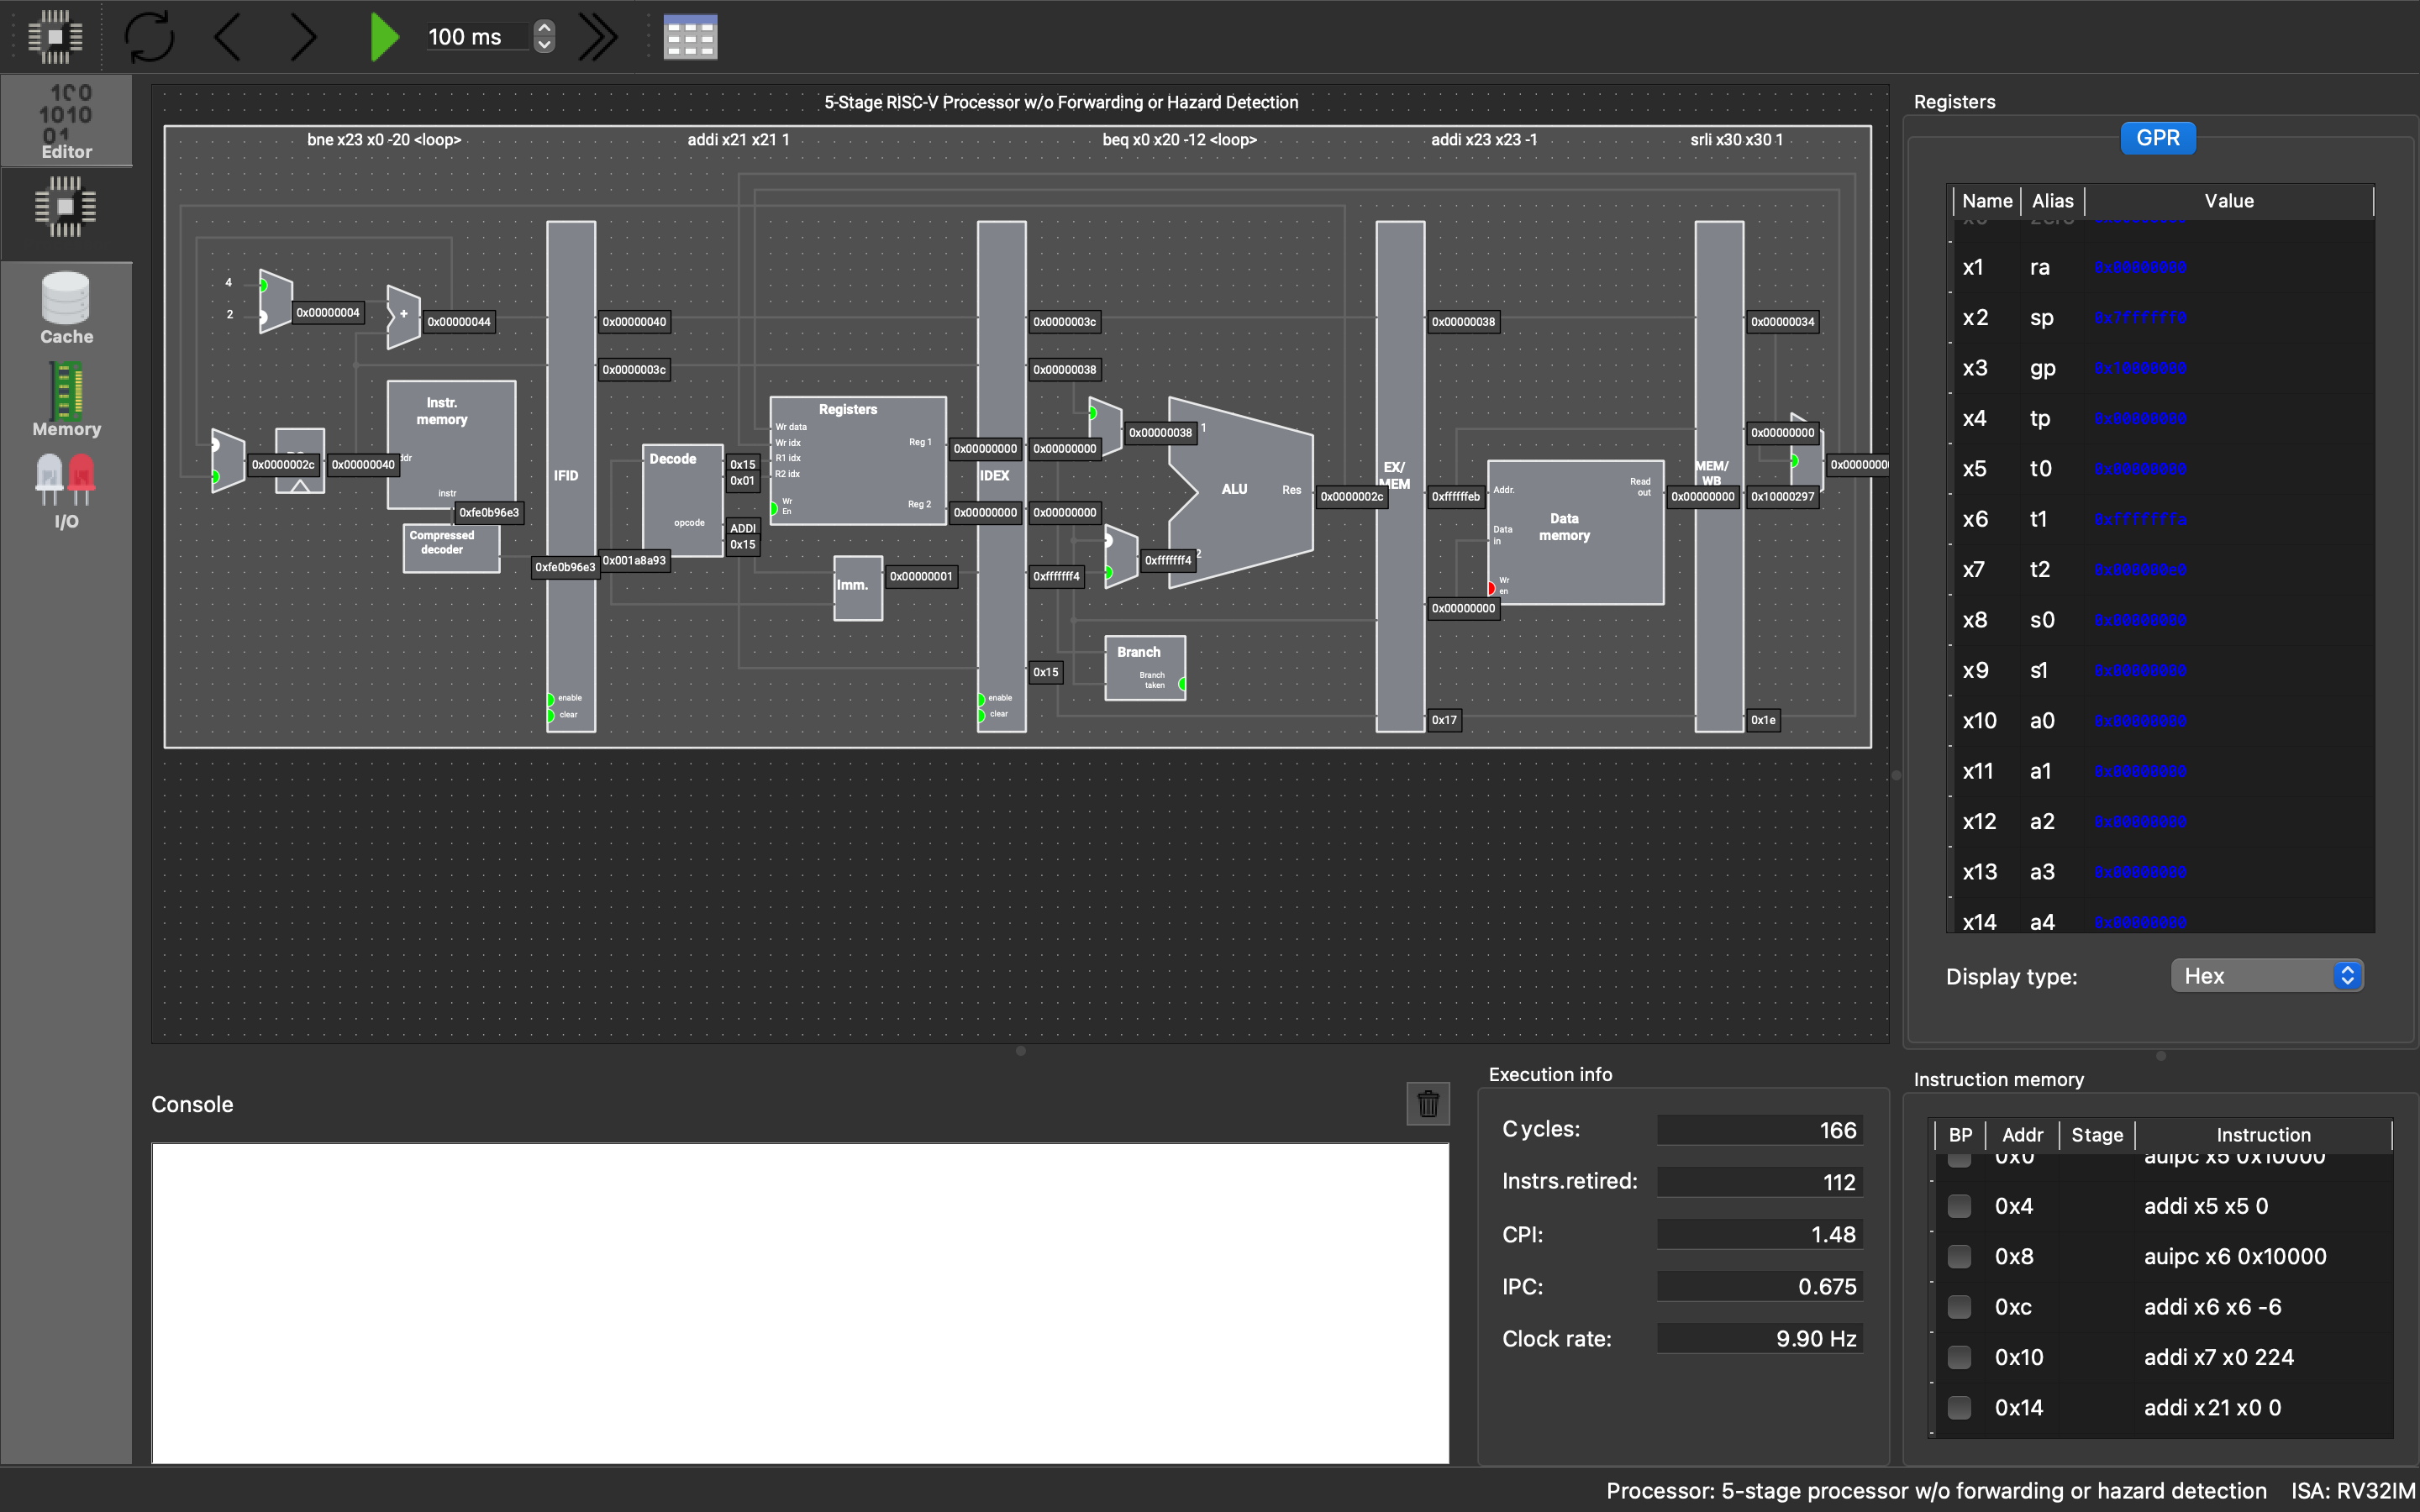 100 ms
Editor
Cache
Memory
I/O
5-Stage RISC-V Processor w/o Forwarding or Hazard Detection
bne x23 x0 -20 <loop>
addi x21 x21 1
beq x0 x20 -12 <loop>
addi x23 x23 -1
srli x30 x30 1
4
2
0x00000004
+
0x00000044
0x00000040
0x0000003c
0x0000003c
0x00000038
0x00000038
0x00000034
Instr.
memory
instr
0x0000002c
0x00000040
0xfe0b96e3
Compressed
decoder
0xfe0b96e3
IFID
enable
clear
0x001a8a93
Decode
opcode
0x15
0x01
ADDI
0x15
Registers
Wr data
Wr idx
R1 idx
R2 idx
Wr
En
Reg 1
Reg 2
0x00000000
0x00000000
Imm.
0x00000001
IDEX
enable
clear
0x00000000
0x00000000
0xfffffff4
0x15
0x00000038
0xfffffff4
1
2
ALU
Res
0x0000002c
Branch
Branch
taken
EX/
MEM
0xffffffeb
0x00000000
0x17
Addr.
Data
in
Wr
en
Data
memory
Read
out
0x00000000
MEM/
WB
0x00000000
0x10000297
0x1e
0x00000000
Registers
GPR
Name Alias Value
x1 ra 0x00000000
x2 sp 0x7ffffff0
x3 gp 0x10000000
x4 tp 0x00000000
x5 t0 0x00000000
x6 t1 0xfffffffa
x7 t2 0x000000e0
x8 s0 0x00000000
x9 s1 0x00000000
x10 a0 0x00000000
x11 a1 0x00000000
x12 a2 0x00000000
x13 a3 0x00000000
x14 a4 0x00000000
Display type: Hex
Console
Execution info
Cycles: 166
Instrs.retired: 112
CPI: 1.48
IPC: 0.675
Clock rate: 9.90 Hz
Instruction memory
BP Addr Stage Instruction
0x0 auipc x5 0x10000
0x4 addi x5 x5 0
0x8 auipc x6 0x10000
0xc addi x6 x6 -6
0x10 addi x7 x0 224
0x14 addi x21 x0 0
Processor: 5-stage processor w/o forwarding or hazard detection ISA: RV32IM